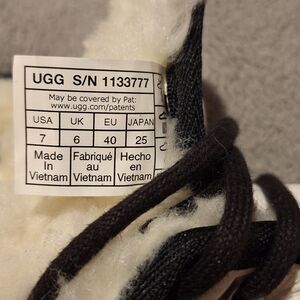 UGG S/N 1133777
May be covered by Pat:
www.ugg.com/patents
USA UK EU JAPAN
7 6 40 25
Made Fabriqué Hecho
In au en
Vietnam Vietnam Vietnam